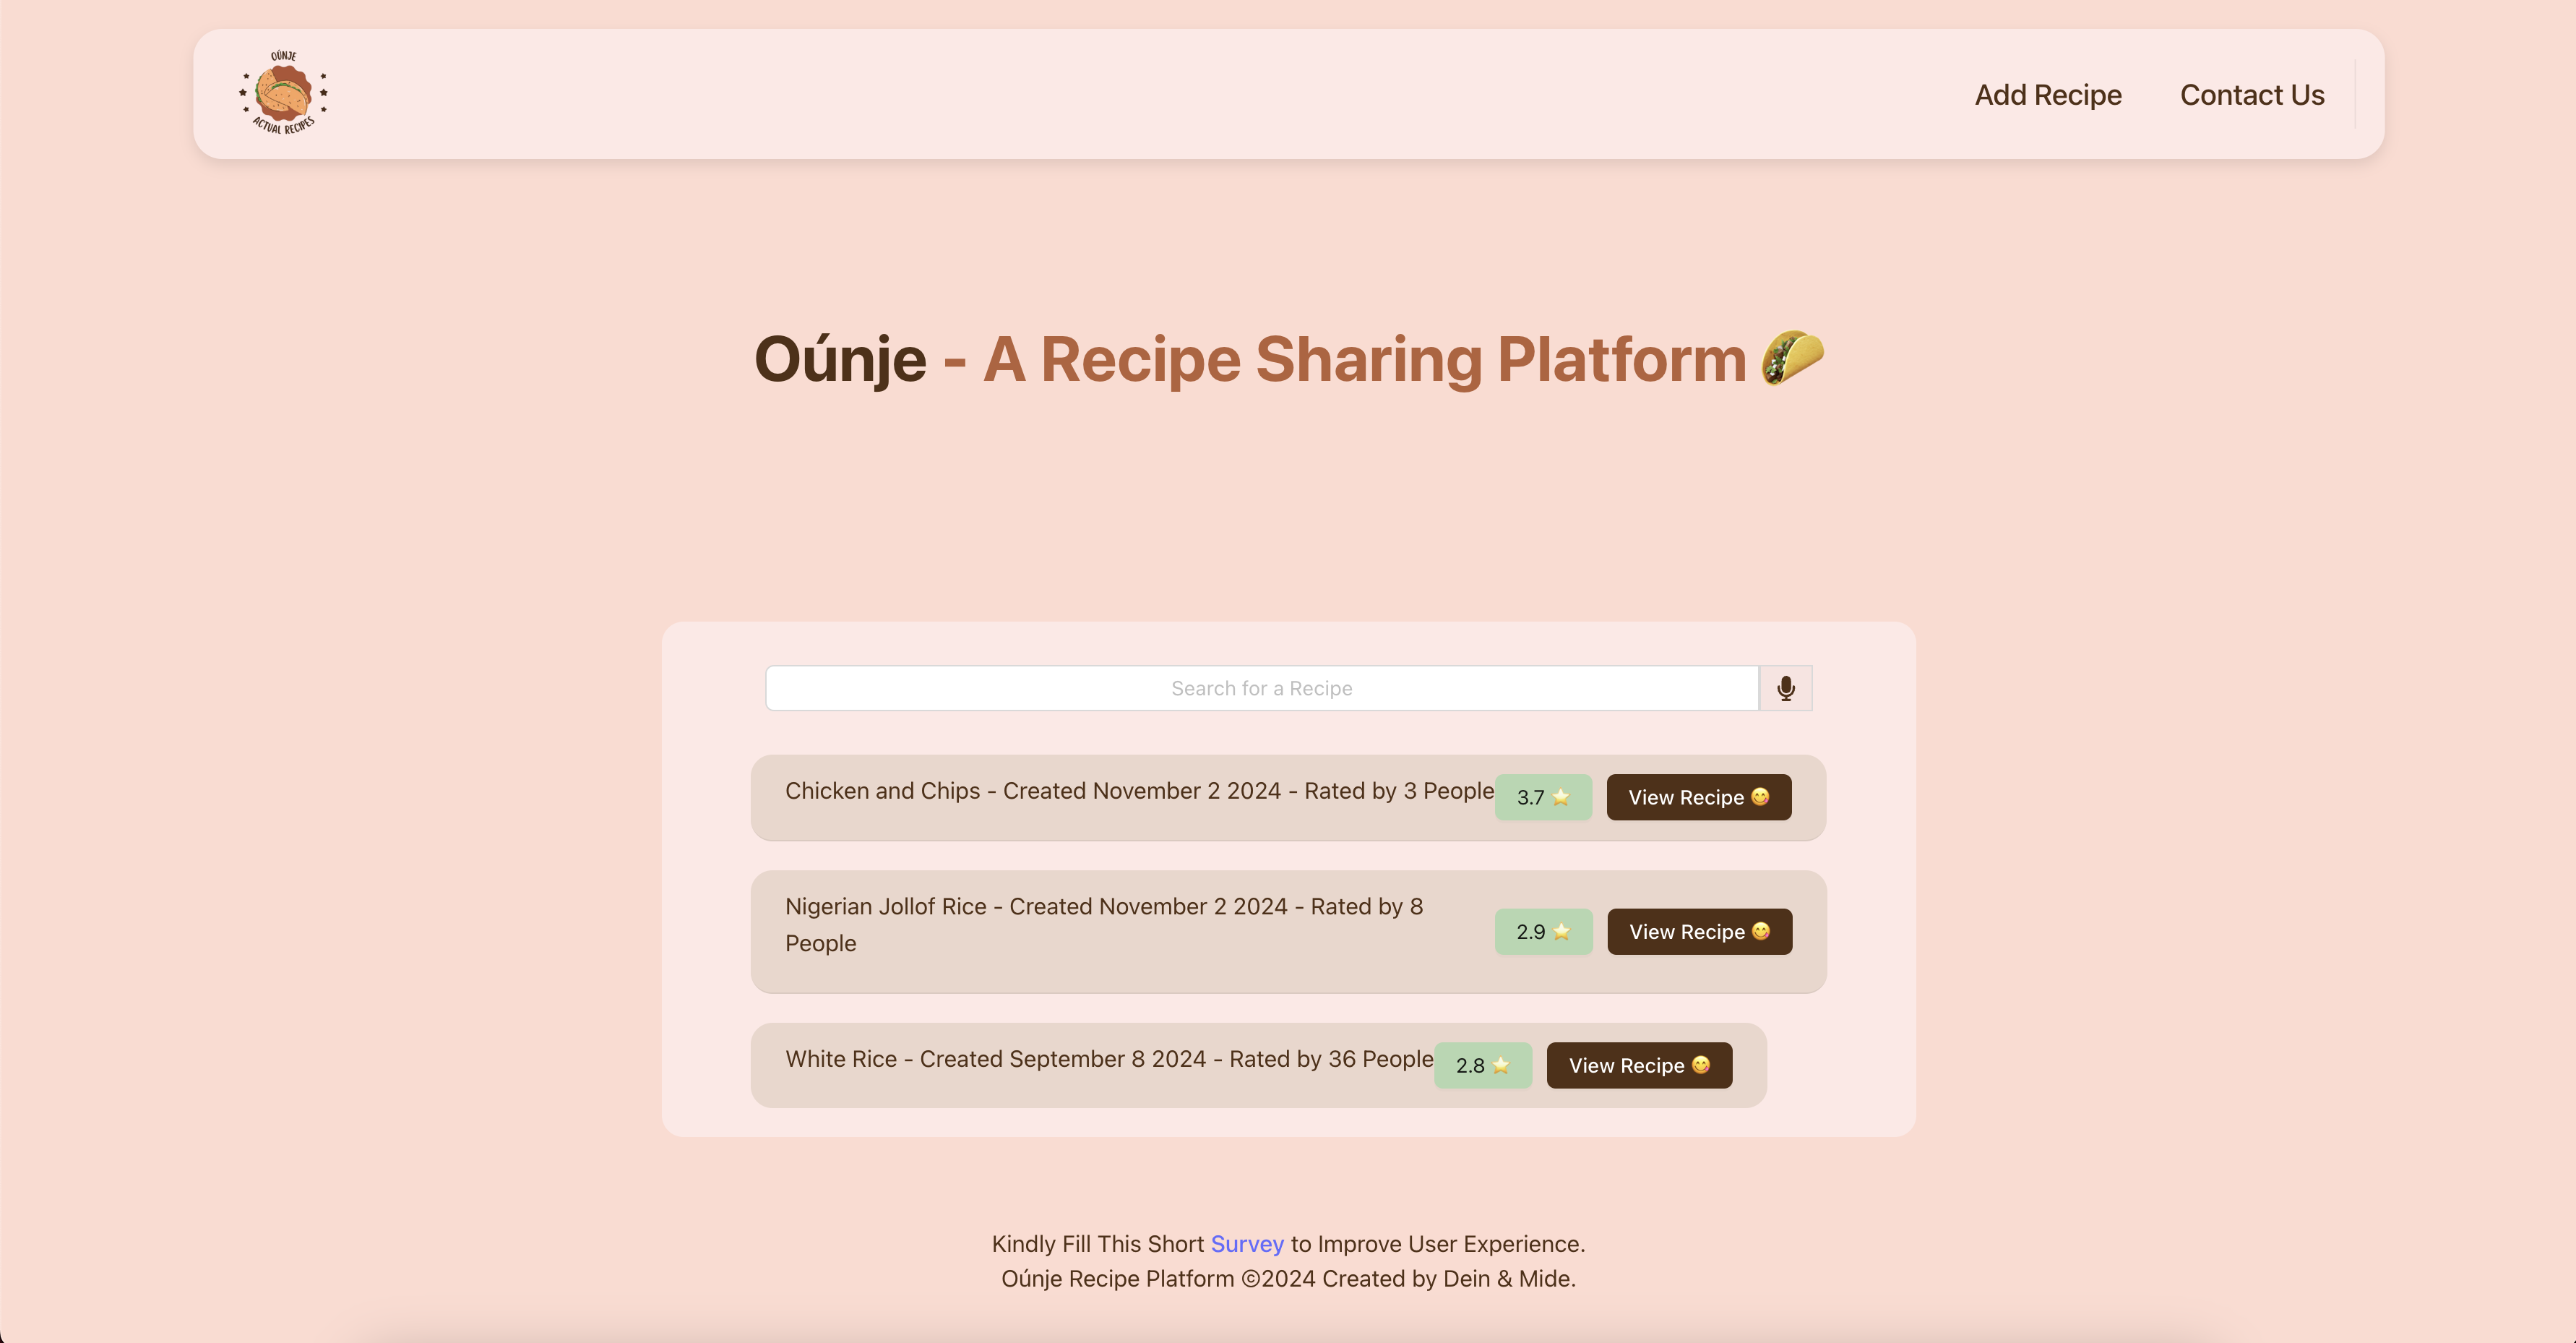 OÚNJE
ACTUAL RECIPES
Add Recipe
Contact Us
Oúnje - A Recipe Sharing Platform 🌮
Search for a Recipe
Chicken and Chips - Created November 2 2024 - Rated by 3 People
3.7 ⭐
View Recipe 😋
Nigerian Jollof Rice - Created November 2 2024 - Rated by 8
People
2.9 ⭐
View Recipe 😋
White Rice - Created September 8 2024 - Rated by 36 People
2.8 ⭐
View Recipe 😋
Kindly Fill This Short Survey to Improve User Experience.
Oúnje Recipe Platform ©2024 Created by Dein & Mide.